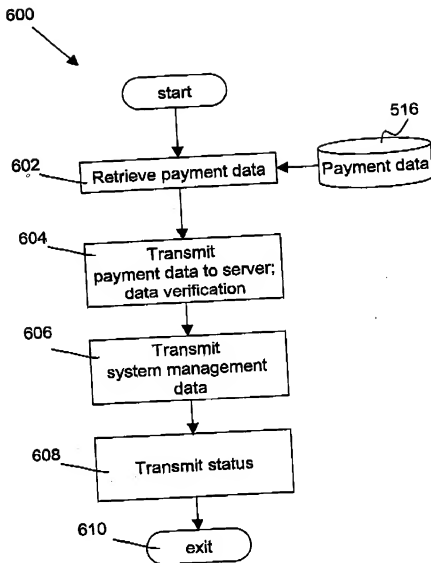 600
start
516
602
Retrieve payment data
Payment data
604
Transmit
payment data to server;
data verification
606
Transmit
system management
data
608
Transmit status
610
exit